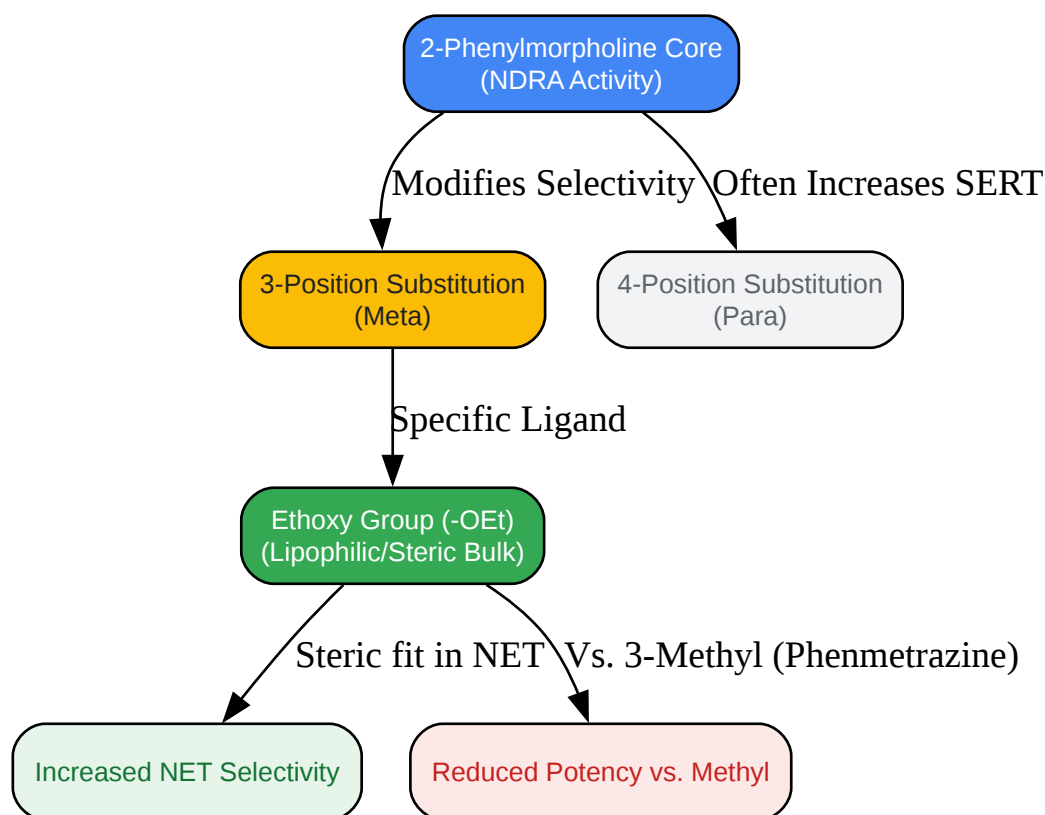 2-Phenylmorpholine Core
(NDRA Activity)
Modifies Selectivity
Often Increases SERT
3-Position Substitution
(Meta)
4-Position Substitution
(Para)
Specific Ligand
Ethoxy Group (-OEt)
(Lipophilic/Steric Bulk)
Steric fit in NET
Vs. 3-Methyl (Phenmetrazine)
Increased NET Selectivity
Reduced Potency vs. Methyl